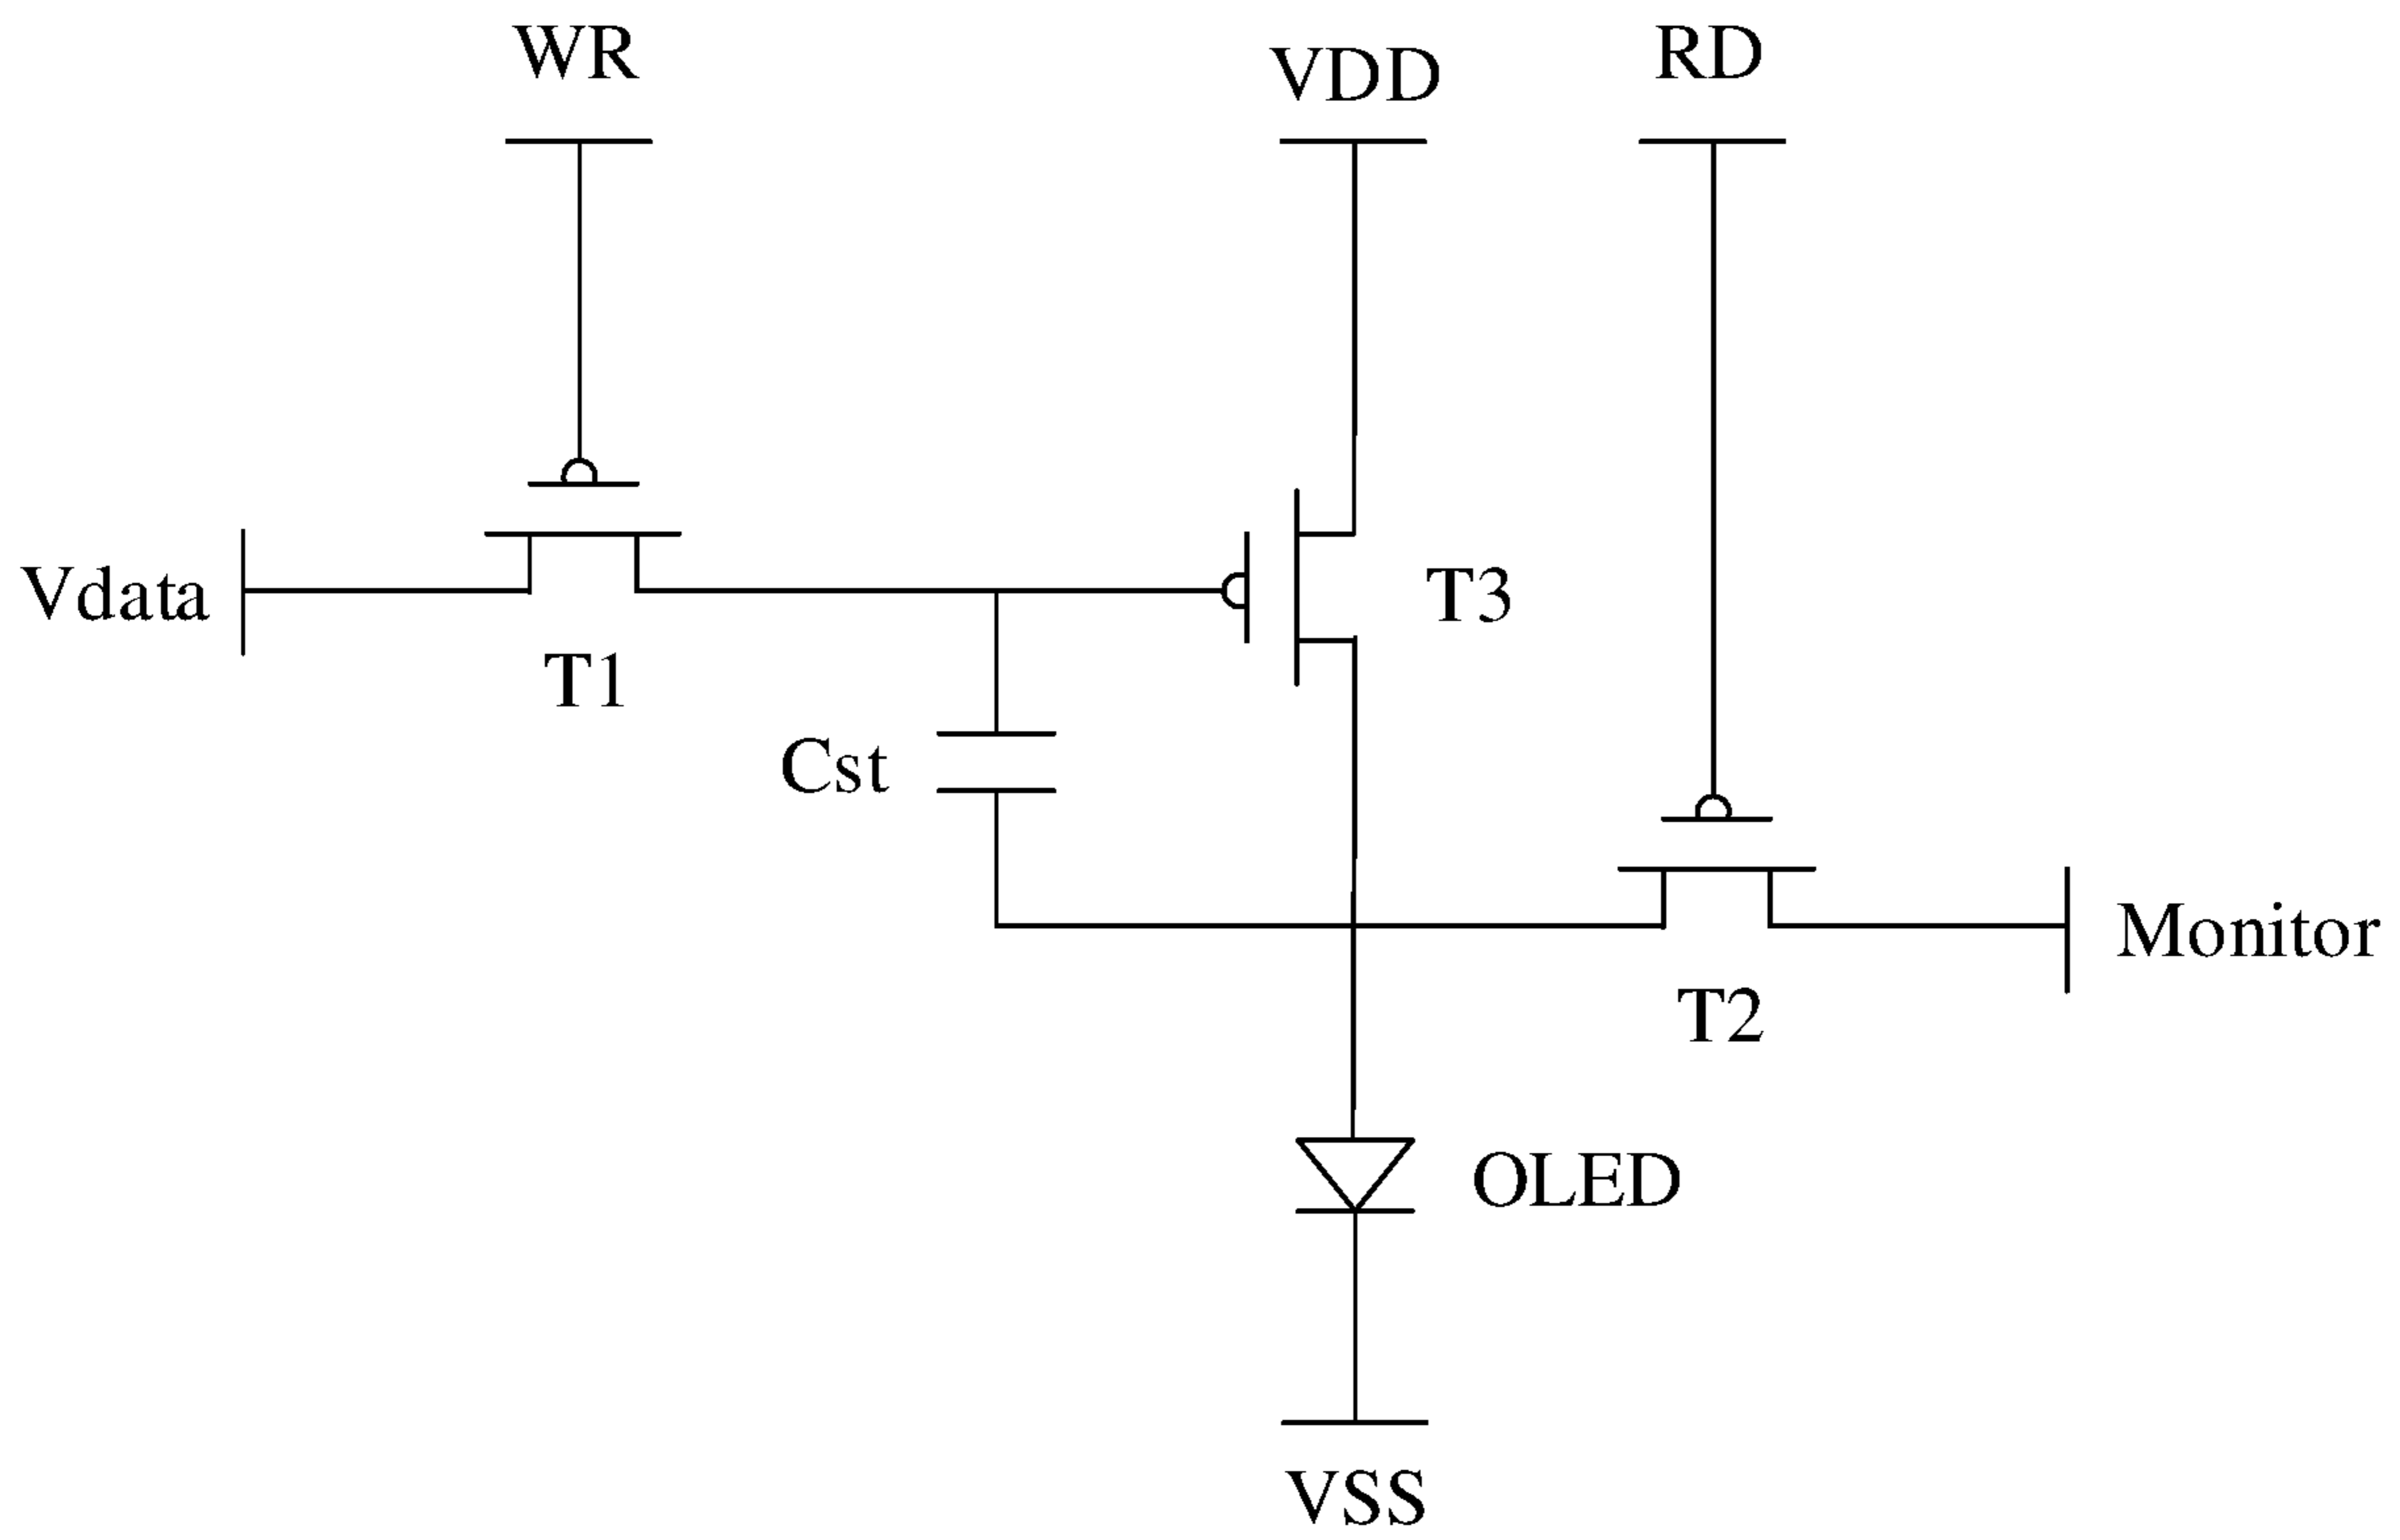 WR
VDD
RD
Vdata
T1
T3
Cst
Monitor
T2
OLED
VSS